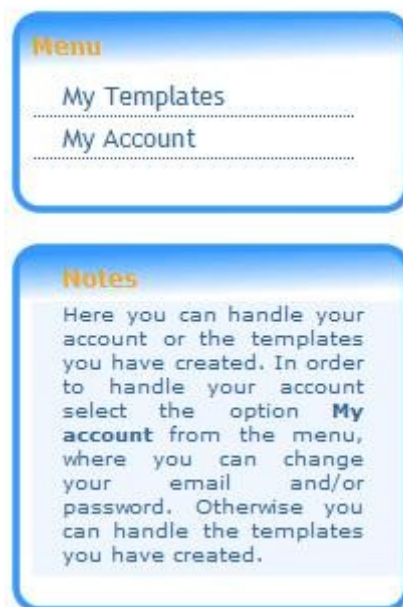 Menu
My Templates
My Account
Notes
Here you can handle your
account or the templates
you have created. In order
to handle your account
select the option My
account from the menu,
where you can change
your email and/or
password. Otherwise you
can handle the templates
you have created.